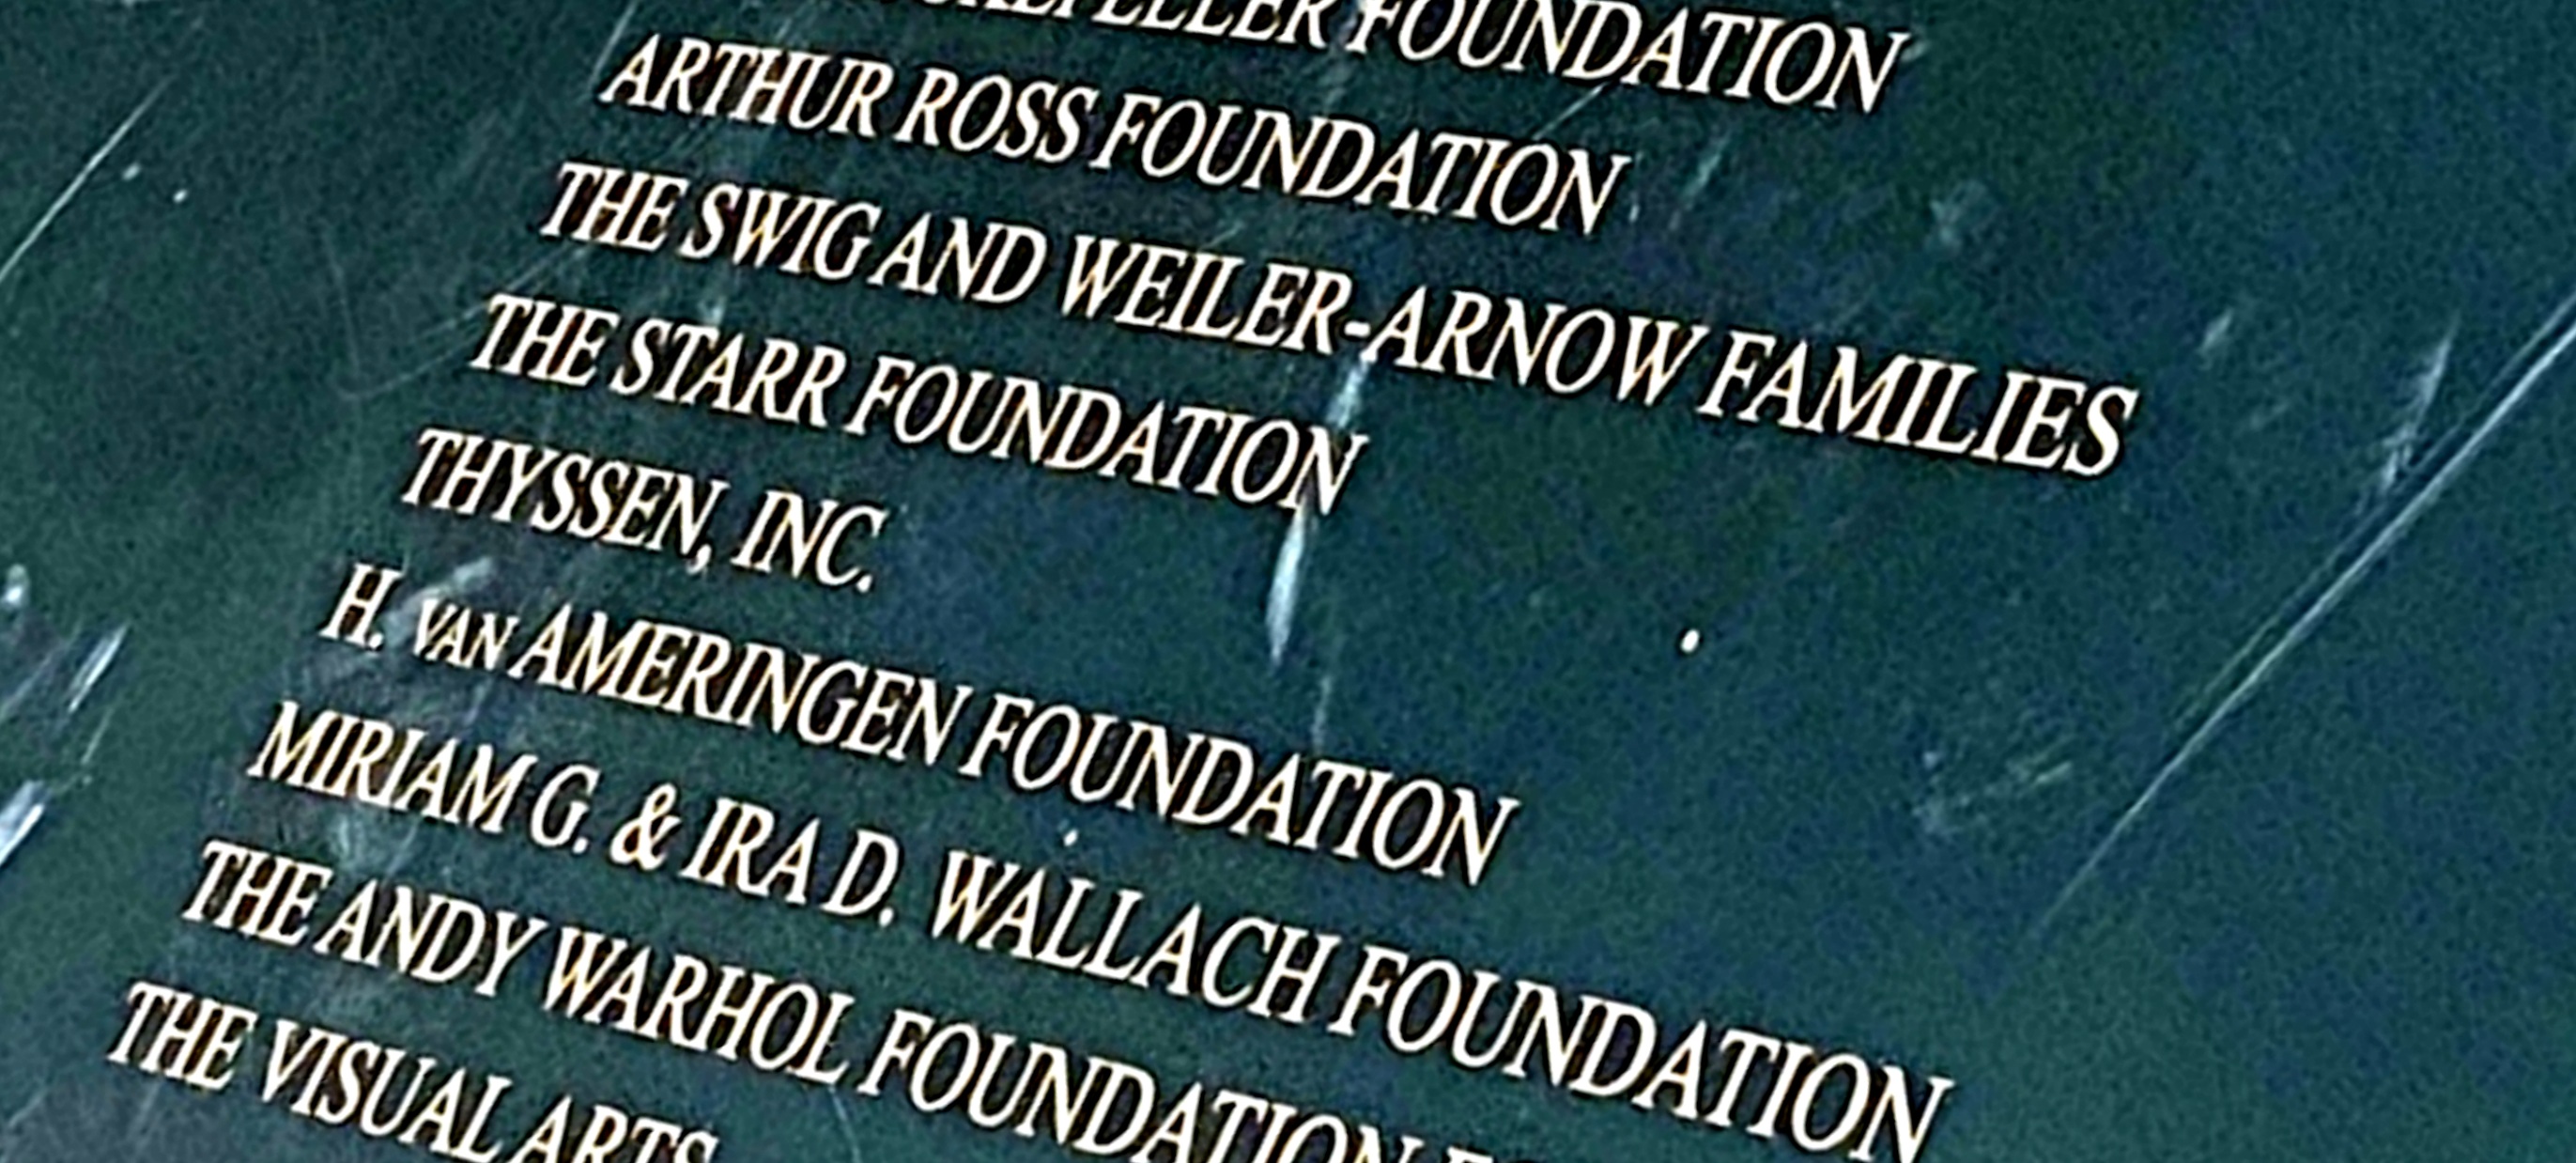 FOUNDATION
ARTHUR ROSS FOUNDATION
THE SWIG AND WEILER-ARNOW FAMILIES
THE STARR FOUNDATION
THYSSEN, INC.
H. VAN AMERINGEN FOUNDATION
MIRIAM G. & IRA D. WALLACH FOUNDATION
THE ANDY WARHOL FOUNDATION
THE VISUAL ARTS